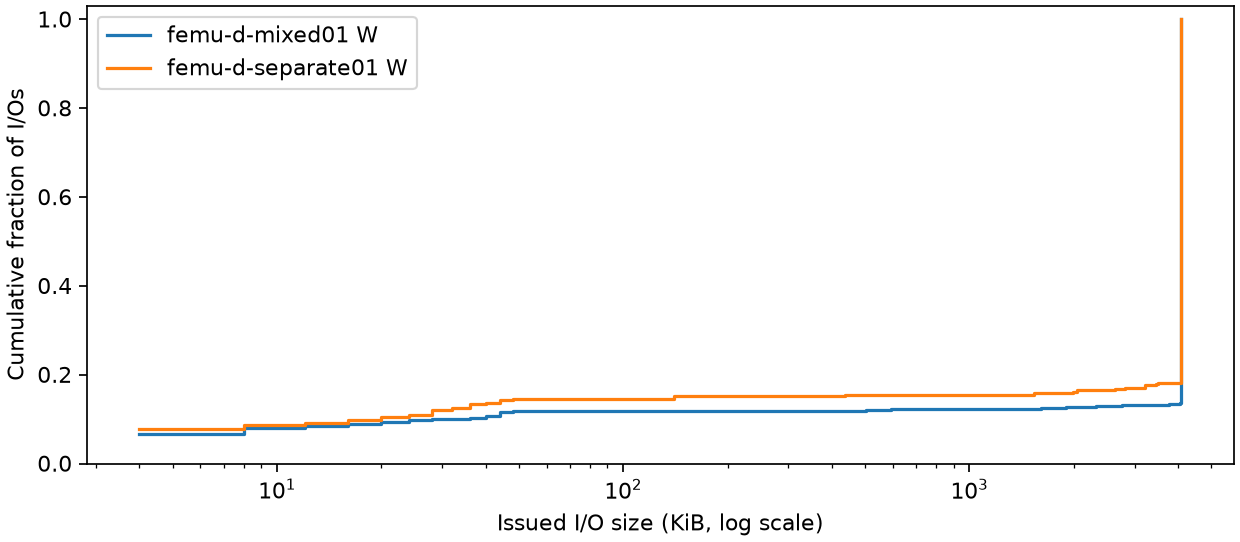 femu-d-mixed01 W
femu-d-separate01 W
Cumulative fraction of I/Os
1.0
0.8
0.6
0.4
0.2
0.0
10¹
10²
10³
Issued I/O size (KiB, log scale)